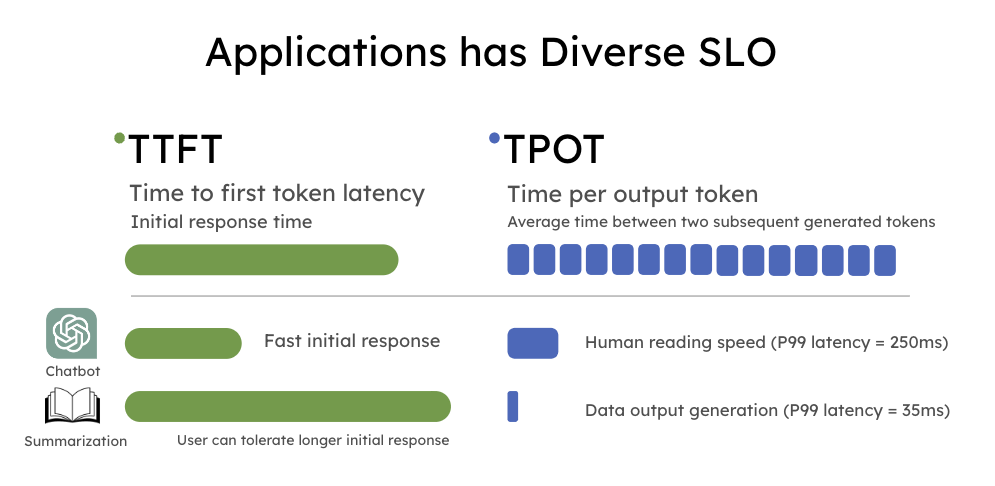 Applications has Diverse SLO
TTFT
Time to first token latency
Initial response time
TPOT
Time per output token
Average time between two subsequent generated tokens
Chatbot
Fast initial response
Human reading speed (P99 latency = 250ms)
Summarization
User can tolerate longer initial response
Data output generation (P99 latency = 35ms)